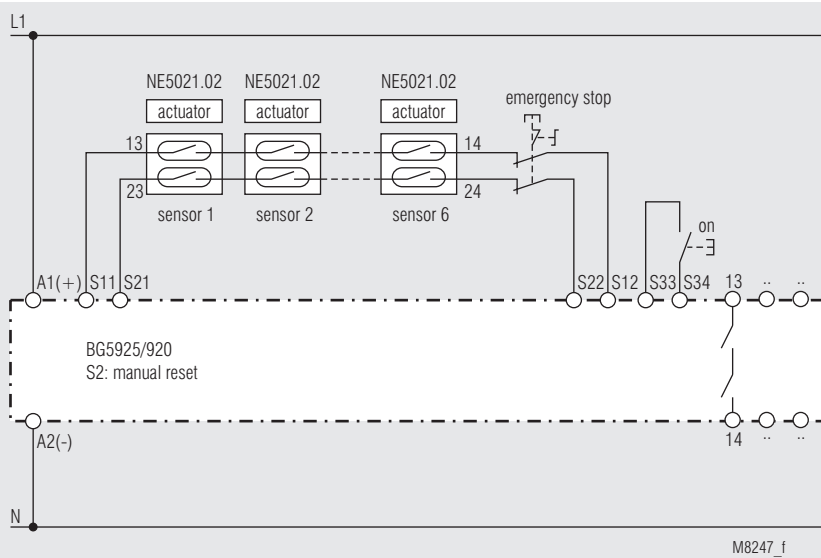 L1
NE5021.02 NE5021.02 NE5021.02
actuator actuator actuator
emergency stop
13 14
23 24
sensor 1 sensor 2 sensor 6
on
A1(+) S11 S21 S22 S12 S33 S34 13 .. ..
BG5925/920
S2: manual reset
A2(-) 14 .. ..
N
M8247_f